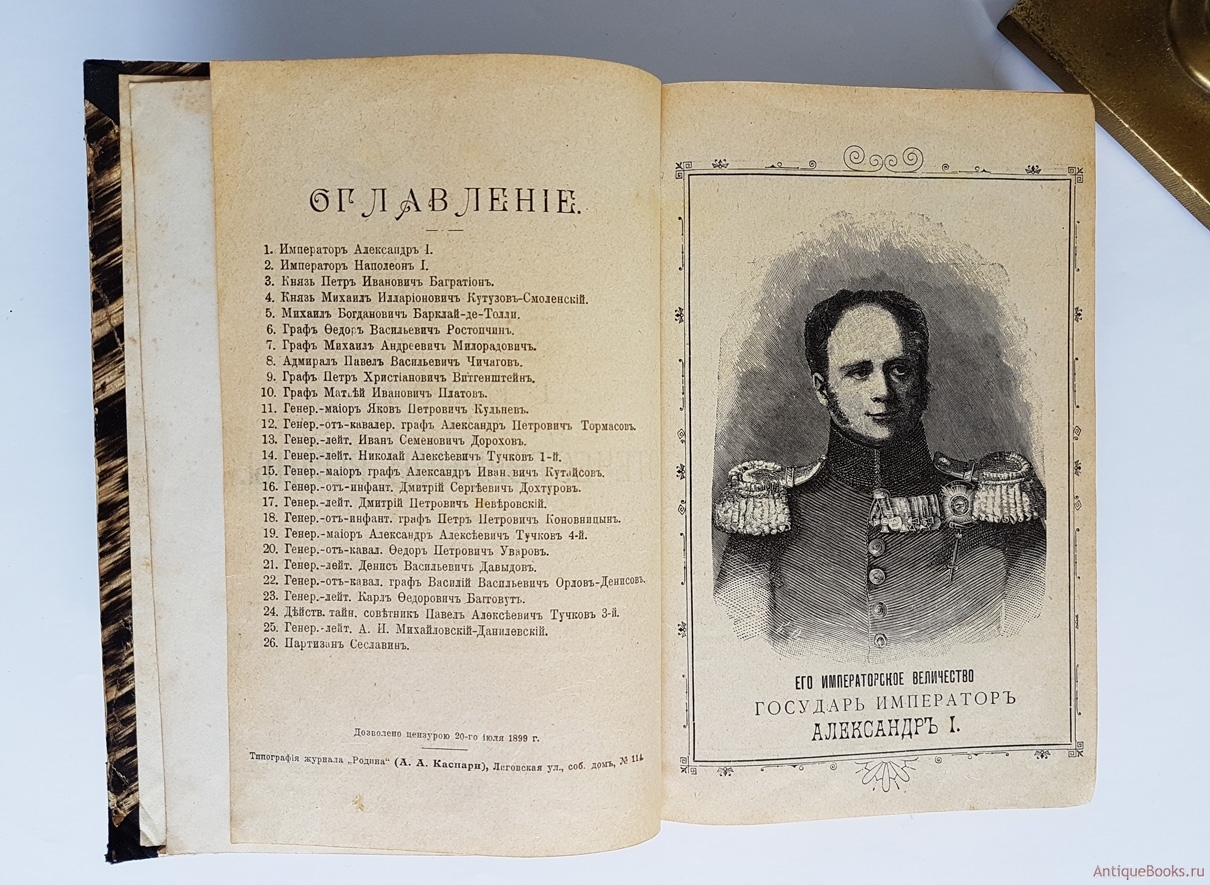 ОГЛАВЛЕНІЕ.
1. Императоръ Александръ I.
2. Императоръ Наполеонъ I.
3. Князь Петръ Ивановичъ Багратіонъ.
4. Князь Михаилъ Илларіоновичъ Кутузовъ-Смоленскій.
5. Михаилъ Богдановичъ Барклай-де-Толли.
6. Графъ Ѳедоръ Васильевичъ Ростопчинъ.
7. Графъ Михаилъ Андреевичъ Милорадовичъ.
8. Адмиралъ Павелъ Васильевичъ Чичаговъ.
9. Графъ Петръ Христіановичъ Витгенштейнъ.
10. Графъ Матвѣй Ивановичъ Платовъ.
11. Генер.-маіоръ Яковъ Петровичъ Кульневъ.
12. Генер.-отъ-кавалер. графъ Александръ Петровичъ Тормасовъ.
13. Генер.-лейт. Иванъ Семеновичъ Дороховъ.
14. Генер.-лейт. Николай Алексѣевичъ Тучковъ 1-й.
15. Генер.-маіоръ графъ Александръ Ивановичъ Кутайсовъ.
16. Генер.-отъ-инфант. Дмитрій Сергѣевичъ Дохтуровъ.
17. Генер.-лейт. Дмитрій Петровичъ Невѣровскій.
18. Генер.-отъ-инфант. графъ Петръ Петровичъ Коновницынъ.
19. Генер.-маіоръ Александръ Алексѣевичъ Тучковъ 4-й.
20. Генер.-отъ-кавал. Ѳедоръ Петровичъ Уваровъ.
21. Генер.-лейт. Денисъ Васильевичъ Давыдовъ.
22. Генер.-отъ-кавал. графъ Василій Васильевичъ Орловъ-Денисовъ.
23. Генер.-лейт. Карлъ Ѳедоровичъ Багговутъ.
24. Дѣйств. тайн. совѣтникъ Павелъ Алексѣевичъ Тучковъ 3-й.
25. Генер.-лейт. А. И. Михайловскій-Данилевскій.
26. Партизанъ Сеславинъ.
Дозволено цензурою 20-го іюля 1899 г.
Типографія журнала „Родина“ (А. А. Каспари), Лиговская ул., соб. домъ, № 114.
ЕГО ИМПЕРАТОРСКОЕ ВЕЛИЧЕСТВО
ГОСУДАРЬ ИМПЕРАТОРЪ
АЛЕКСАНДРЪ I.
AntiqueBooks.ru